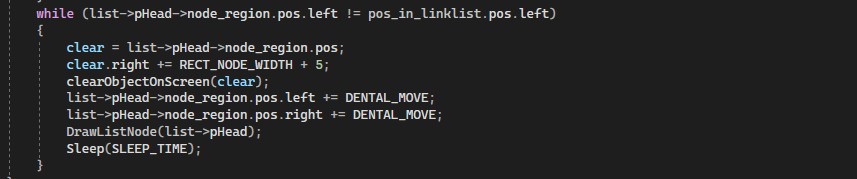 while (list->pHead->node_region.pos.left != pos_in_linklist.pos.left)
{
clear = list->pHead->node_region.pos;
clear.right += RECT_NODE_WIDTH + 5;
clearObjectOnScreen(clear);
list->pHead->node_region.pos.left += DENTAL_MOVE;
list->pHead->node_region.pos.right += DENTAL_MOVE;
DrawListNode(list->pHead);
Sleep(SLEEP_TIME);
}